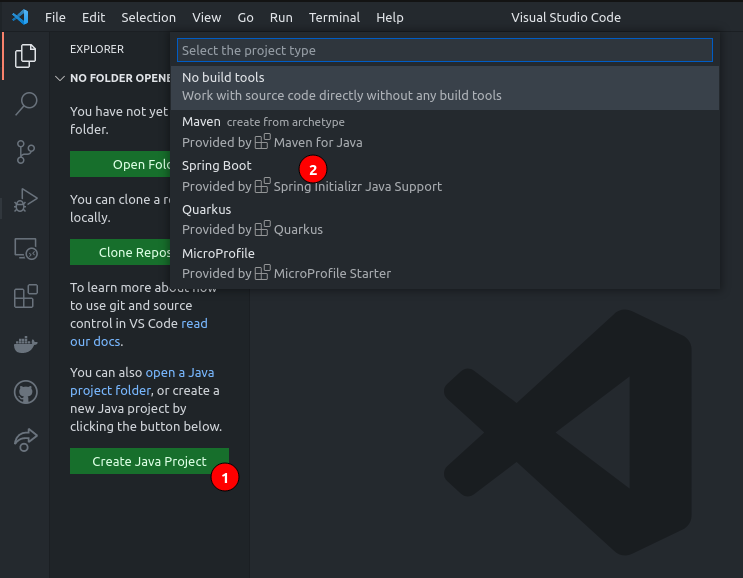 File Edit Selection View Go Run Terminal Help Visual Studio Code
EXPLORER
NO FOLDER OPENE
You have not yet
folder.
Open Fol
You can clone a r
locally.
Clone Repos
To learn more about how
to use git and source
control in VS Code read
our docs.
You can also open a Java
project folder, or create a
new Java project by
clicking the button below.
Create Java Project
1
Select the project type
No build tools
Work with source code directly without any build tools
Maven create from archetype
Provided by Maven for Java
Spring Boot
2
Provided by Spring Initializr Java Support
Quarkus
Provided by Quarkus
MicroProfile
Provided by MicroProfile Starter